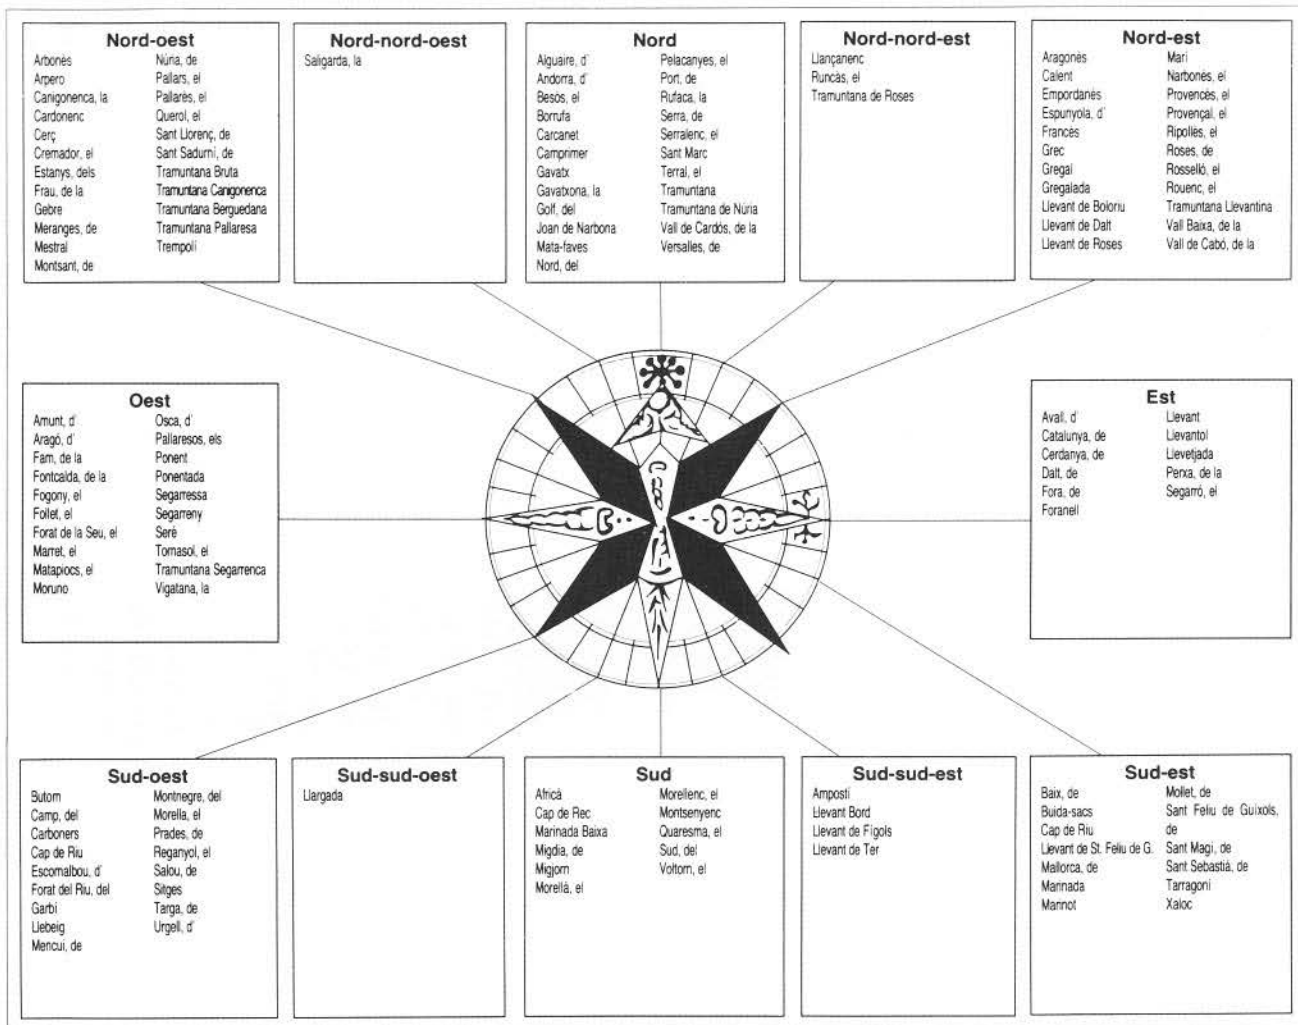 Nord-oest
Arbonès
Arpero
Canigonenca, la
Cardonenc
Cerç
Cremador, el
Estanys, dels
Frau, de la
Gebre
Meranges, de
Mestral
Montsant, de
Núria, de
Pallars, el
Pallarès, el
Querol, el
Sant Llorenç, de
Sant Sadurní, de
Tramuntana Bruta
Tramuntana Canigonenca
Tramuntana Berguedana
Tramuntana Pallaresa
Trempolí
Nord-nord-oest
Saligarda, la
Nord
Alguaire, d'
Andorra, d'
Besòs, el
Borrufa
Carcanet
Camprimer
Gavatx
Gavatxona, la
Golf, del
Joan de Narbona
Mata-faves
Nord, del
Pelacanyes, el
Port, de
Rufaca, la
Serra, de
Serralenc, el
Sant Marc
Terral, el
Tramuntana
Tramuntana de Núria
Vall de Cardós, de la
Versalles, de
Nord-nord-est
Llançanenc
Runcàs, el
Tramuntana de Roses
Nord-est
Aragonès
Calent
Empordanès
Espunyola, d'
Francès
Grec
Gregal
Gregalada
Llevant de Boloriu
Llevant de Dalt
Llevant de Roses
Marí
Narbonès, el
Provencès, el
Provençal, el
Ripollès, el
Roses, de
Rosselló, el
Rouenc, el
Tramuntana Llevantina
Vall Baixa, de la
Vall de Cabó, de la
Oest
Amunt, d'
Aragó, d'
Fam, de la
Fontcalda, de la
Fogony, el
Follet, el
Forat de la Seu, el
Marret, el
Matapiocs, el
Moruno
Osca, d'
Pallaresos, els
Ponent
Ponentada
Segarressa
Segarreny
Serè
Tornasol, el
Tramuntana Segarrenca
Vigatana, la
Est
Avall, d'
Catalunya, de
Cerdanya, de
Dalt, de
Fora, de
Foranell
Llevant
Llevantol
Llevetjada
Perxa, de la
Segarró, el
Sud-oest
Butorn
Camp, del
Carboners
Cap de Riu
Escornalbou, d'
Forat del Riu, del
Garbí
Llebeig
Mencui, de
Montnegre, del
Morella, el
Prades, de
Reganyol, el
Salou, de
Sitges
Targa, de
Urgell, d'
Sud-sud-oest
Llargada
Sud
Africà
Cap de Rec
Marinada Baixa
Migdia, de
Migjorn
Morellà, el
Morellenc, el
Montsenyenc
Quaresma, el
Sud, del
Voltorn, el
Sud-sud-est
Ampostí
Llevant Bord
Llevant de Fígols
Llevant de Ter
Sud-est
Baix, de
Buida-sacs
Cap de Riu
Llevant de St. Feliu de G.
Mallorca, de
Marinada
Marinot
Mollet, de
Sant Feliu de Guíxols,
de
Sant Magí, de
Sant Sebastià, de
Tarragoní
Xaloc